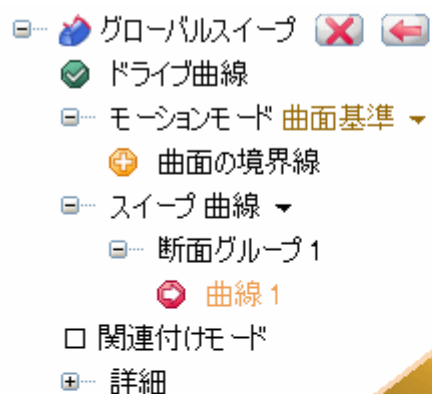 グローバルスイープ
ドライブ曲線
モーションモード 曲面基準
曲面の境界線
スイープ 曲線
断面グループ 1
曲線 1
関連付けモード
詳細